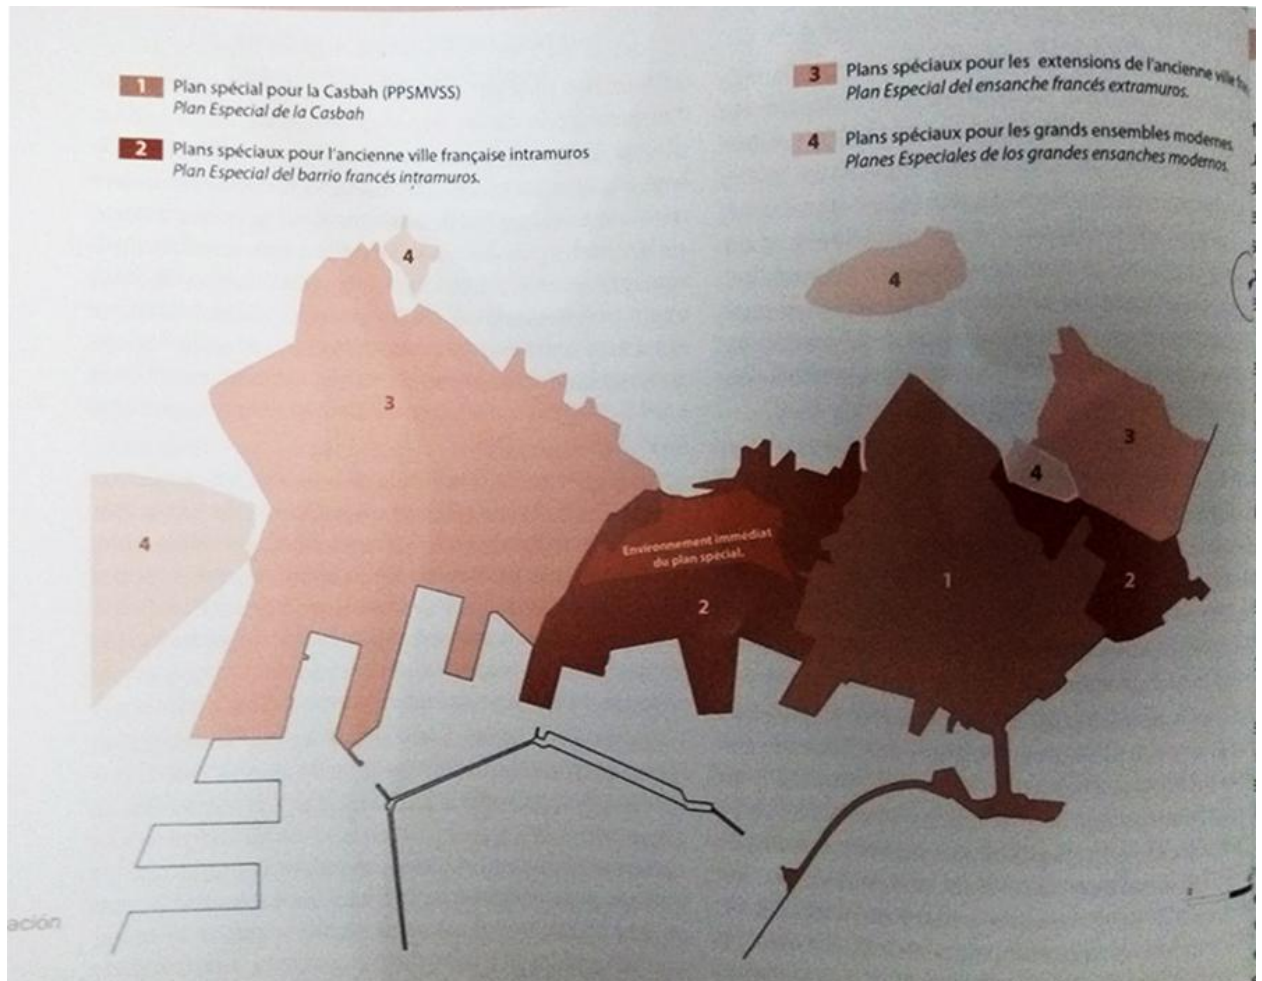 1 Plan spécial pour la Casbah (PPSMVSS)
Plan Especial de la Casbah
2 Plans spéciaux pour l'ancienne ville française intramuros
Plan Especial del barrio francés intramuros.
3 Plans spéciaux pour les extensions de l'ancienne ville
Plan Especial del ensanche francés extramuros.
4 Plans spéciaux pour les grands ensembles modernes
Planes Especiales de los grandes ensanches modernos.
4
4
3
3
4
4
Environnement immédiat
du plan spécial.
1
2
2
ación